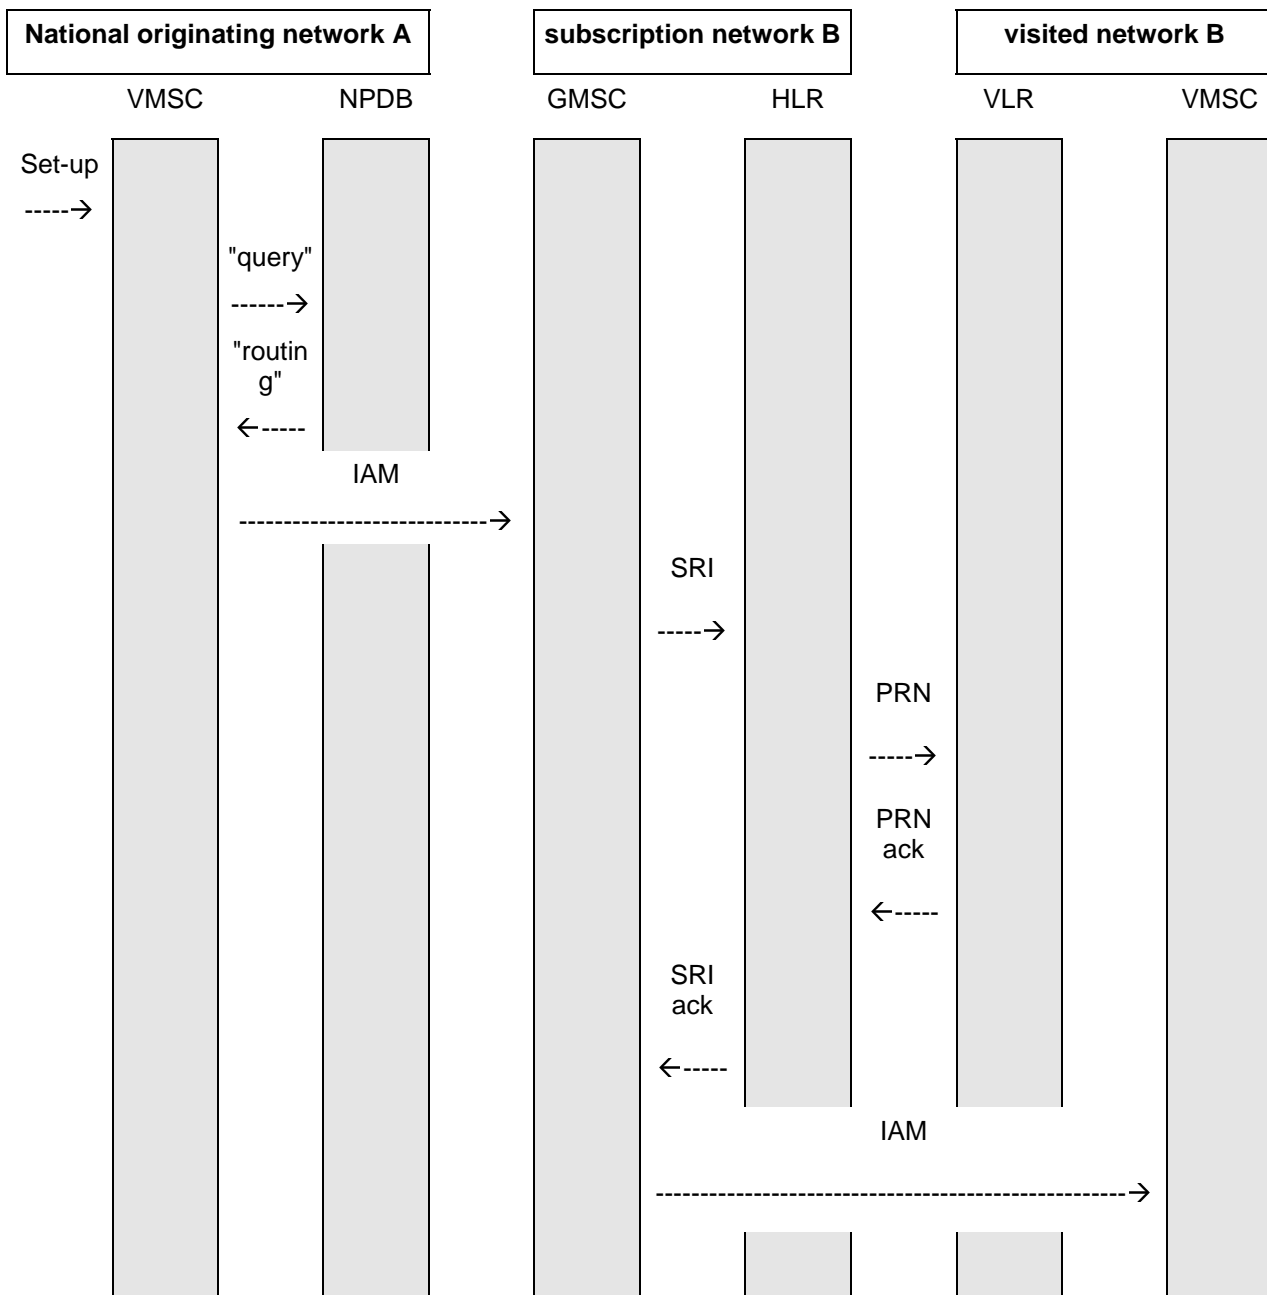 National originating network A
subscription network B
visited network B
VMSC
NPDB
GMSC
HLR
VLR
VMSC
Set-up
-----→
"query"
------→
"routin
g"
←-----
IAM
----------------------------→
SRI
-----→
PRN
-----→
PRN
ack
←-----
SRI
ack
←-----
IAM
-----------------------------------------------------→